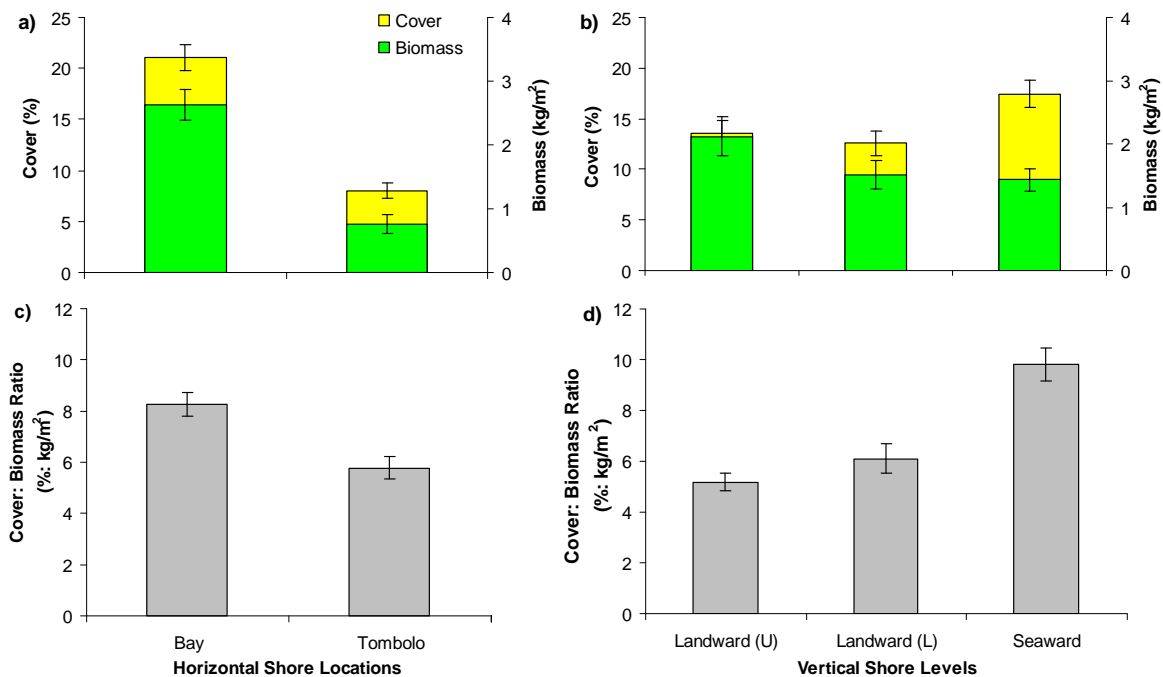 a)
25
20
15
10
5
0
Cover (%)
Cover
Biomass
4
3
2
1
0
Biomass (kg/m²)
b)
25
20
15
10
5
0
Cover (%)
4
3
2
1
0
Biomass (kg/m²)
c)
12
10
8
6
4
2
0
Cover: Biomass Ratio
(%: kg/m²)
Bay Tombolo
Horizontal Shore Locations
d)
12
10
8
6
4
2
0
Cover: Biomass Ratio
(%: kg/m²)
Landward (U) Landward (L) Seaward
Vertical Shore Levels